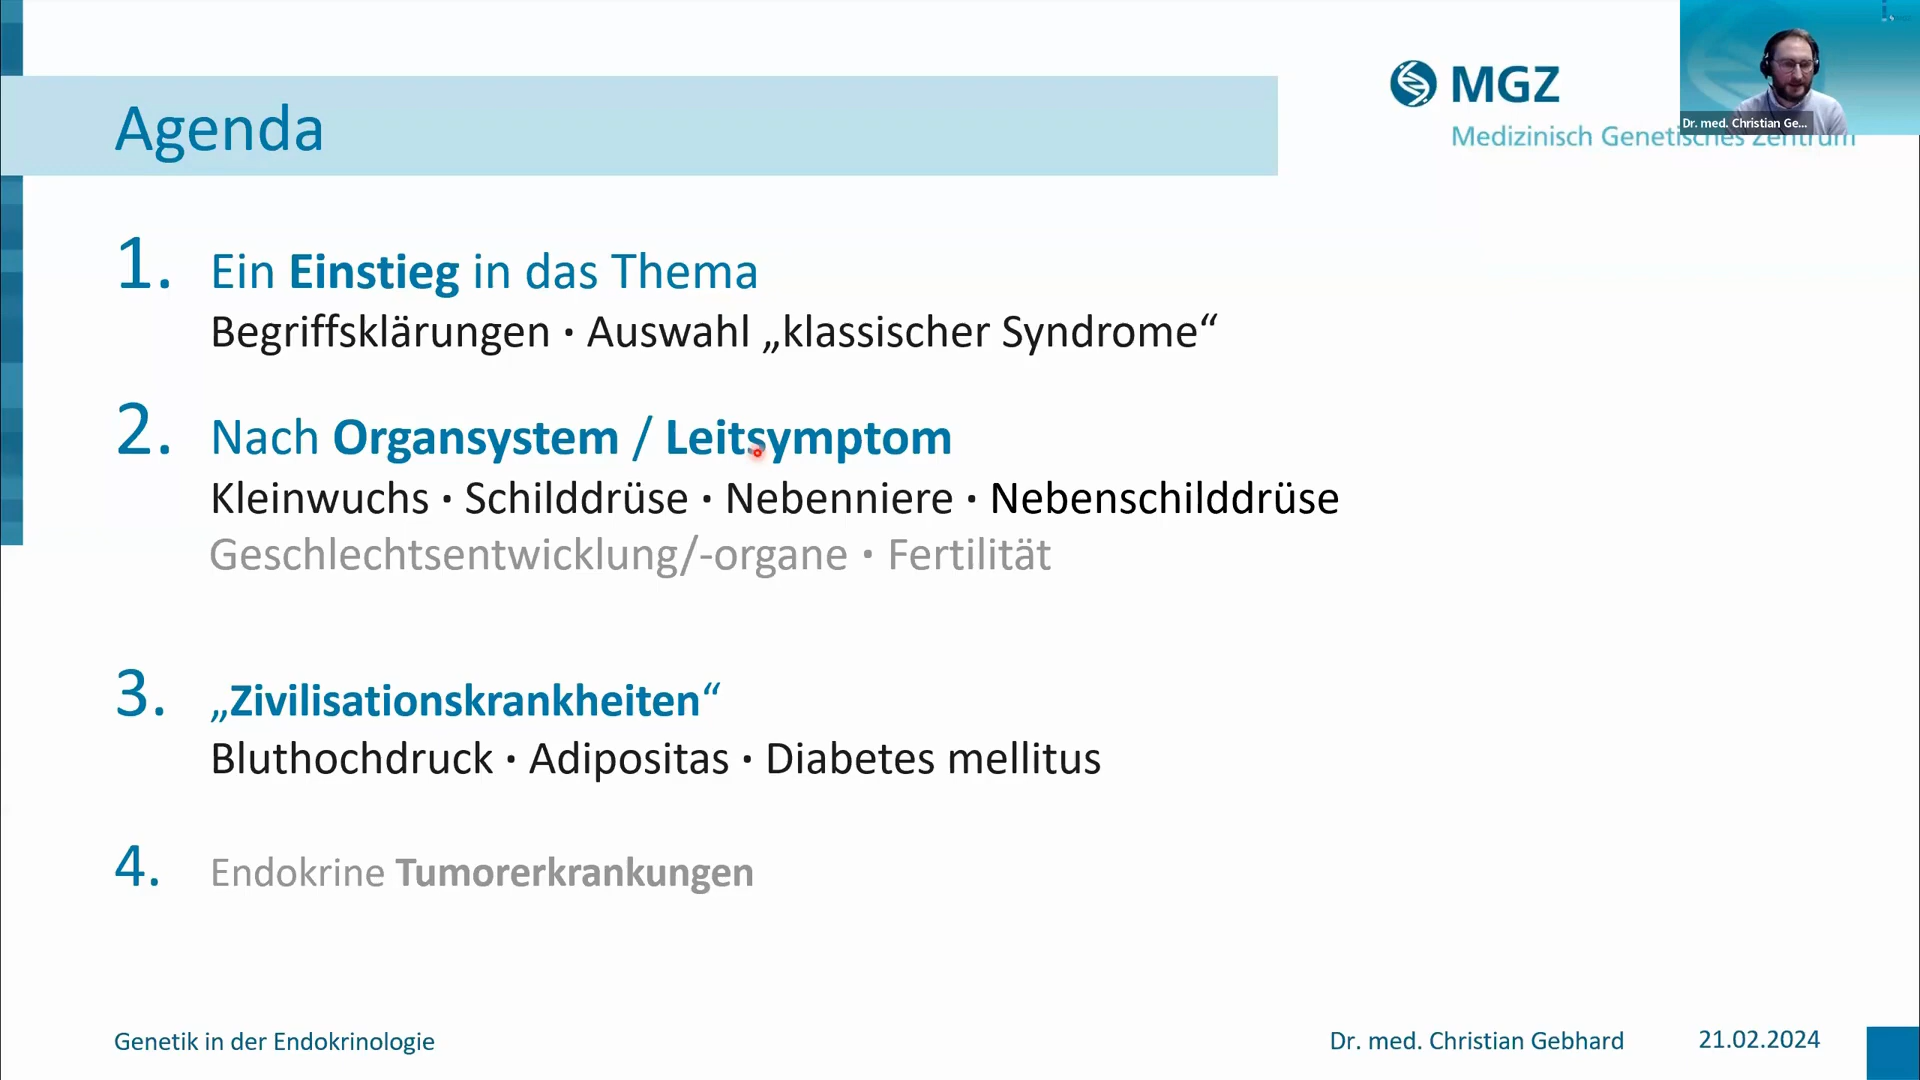 Agenda
MGZ
Medizinisch Genetisches Zentrum
Dr. med. Christian Ge...
1. Ein Einstieg in das Thema
Begriffsklärungen · Auswahl „klassischer Syndrome“
2. Nach Organsystem / Leitsymptom
Kleinwuchs · Schilddrüse · Nebenniere · Nebenschilddrüse
Geschlechtsentwicklung/-organe · Fertilität
3. „Zivilisationskrankheiten“
Bluthochdruck · Adipositas · Diabetes mellitus
4. Endokrine Tumorerkrankungen
Genetik in der Endokrinologie
Dr. med. Christian Gebhard
21.02.2024